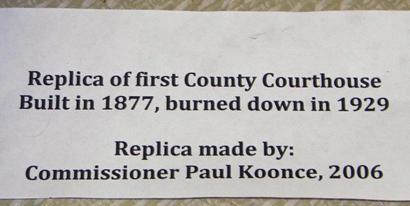 Replica of first County Courthouse
Built in 1877, burned down in 1929
Replica made by:
Commissioner Paul Koonce, 2006